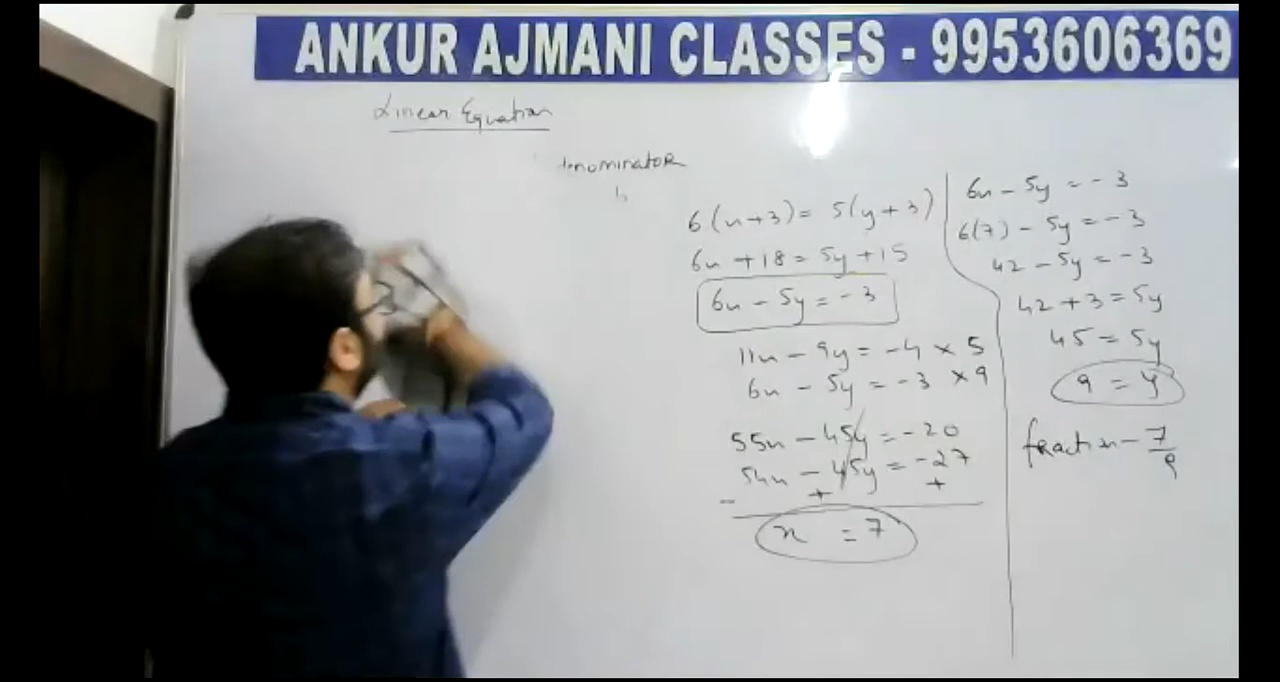 ANKUR AJMANI CLASSES - 9953606369
Linear Equation
enominator
6(x+3) = 5(y+3)
6x + 18 = 5y + 15
6x - 5y = -3
11x - 9y = -4 × 5
6x - 5y = -3 × 9
55x - 45y = -20
54x - 45y = -27
- + +
x = 7
6x - 5y = -3
6(7) - 5y = -3
42 - 5y = -3
42 + 3 = 5y
45 = 5y
9 = y
fraction - 7/9